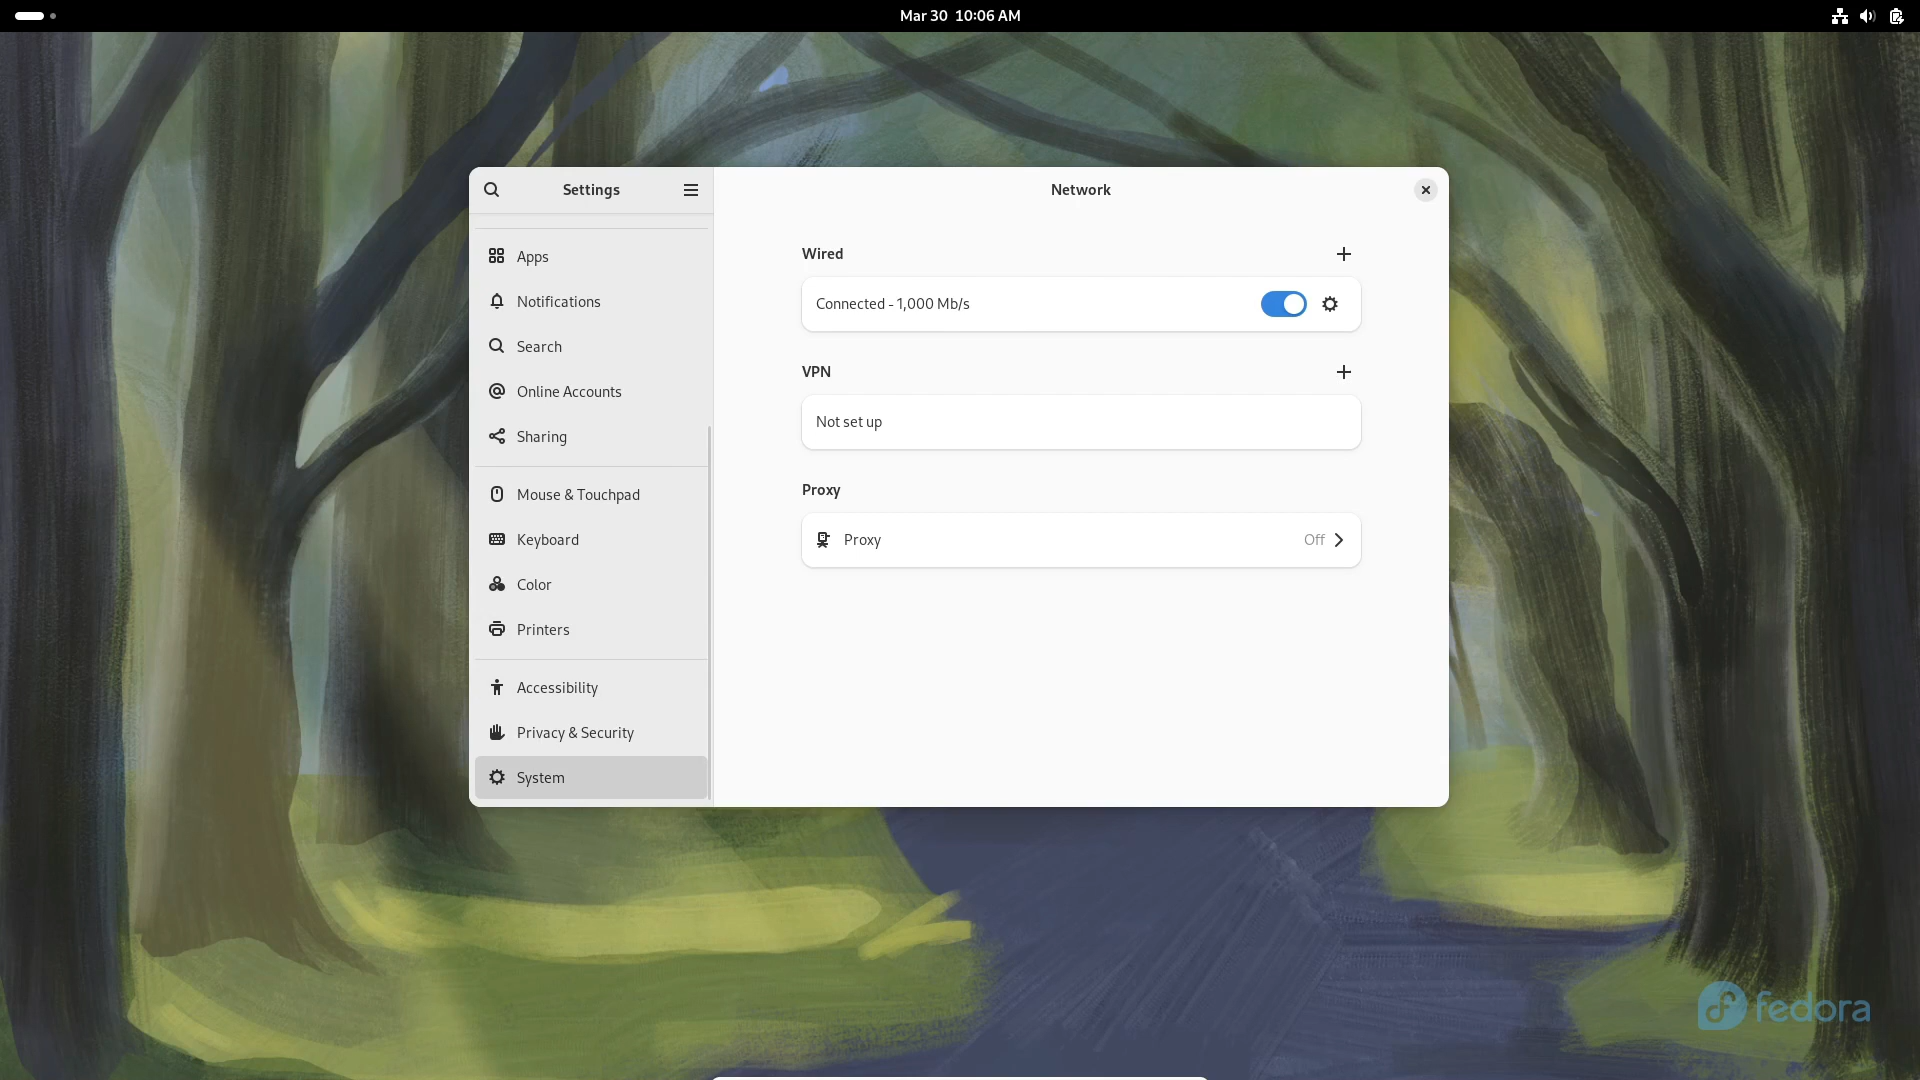 Mar 30 10:06 AM
Settings
Network
Apps
Notifications
Search
Online Accounts
Sharing
Mouse & Touchpad
Keyboard
Color
Printers
Accessibility
Privacy & Security
System
Wired
Connected - 1,000 Mb/s
VPN
Not set up
Proxy
Proxy
Off
fedora